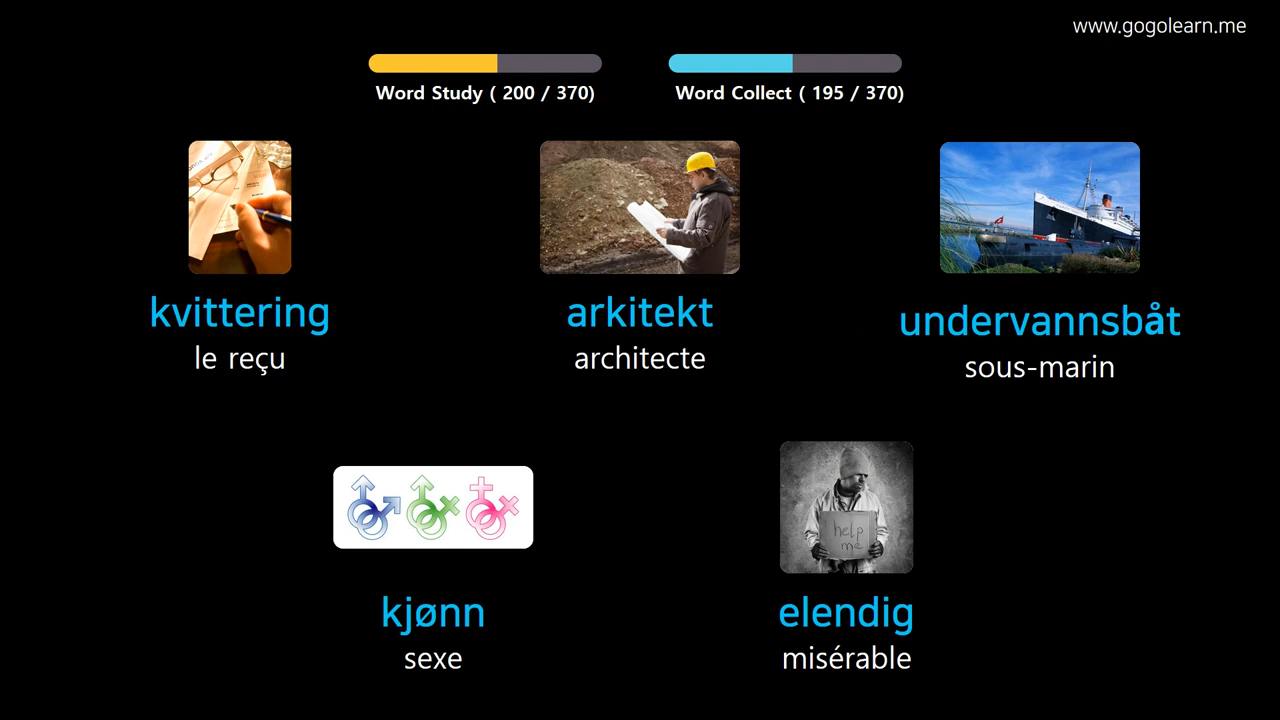 www.gogolearn.me
Word Study ( 200 / 370)
Word Collect ( 195 / 370)
kvittering
le reçu
arkitekt
architecte
undervannsbåt
sous-marin
help
me
kjønn
sexe
elendig
misérable